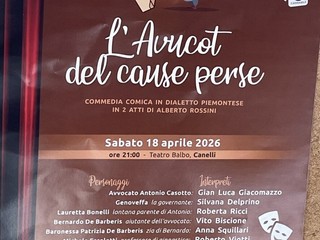 L'Avucot
del cause perse
COMMEDIA COMICA IN DIALETTO PIEMONTESE
IN 2 ATTI DI ALBERTO ROSSINI
Sabato 18 aprile 2026
ore 21:00 - Teatro Balbo, Canelli
Personaggi Interpreti
Avvocato Antonio Casotto: Gian Luca Giacomazzo
Genoveffa la governante: Silvana Delprino
Lauretta Bonelli lontana parente di Antonio: Roberta Ricci
Bernardo De Barberis aiutante dell'avvocato: Vito Biscione
Baronessa Patrizia De Barberis zia di Bernardo: Anna Squillari
Roberto Viotti